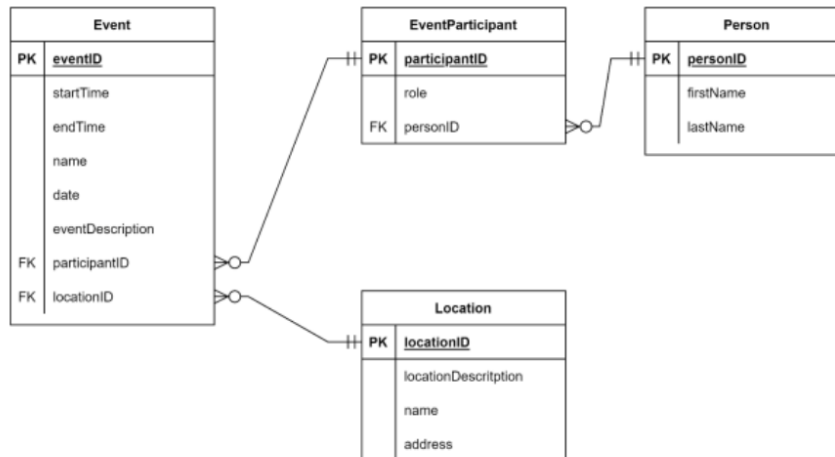 Event
PK eventID
startTime
endTime
name
date
eventDescription
FK participantID
FK locationID
EventParticipant
PK participantID
role
FK personID
Person
PK personID
firstName
lastName
Location
PK locationID
locationDescritption
name
address